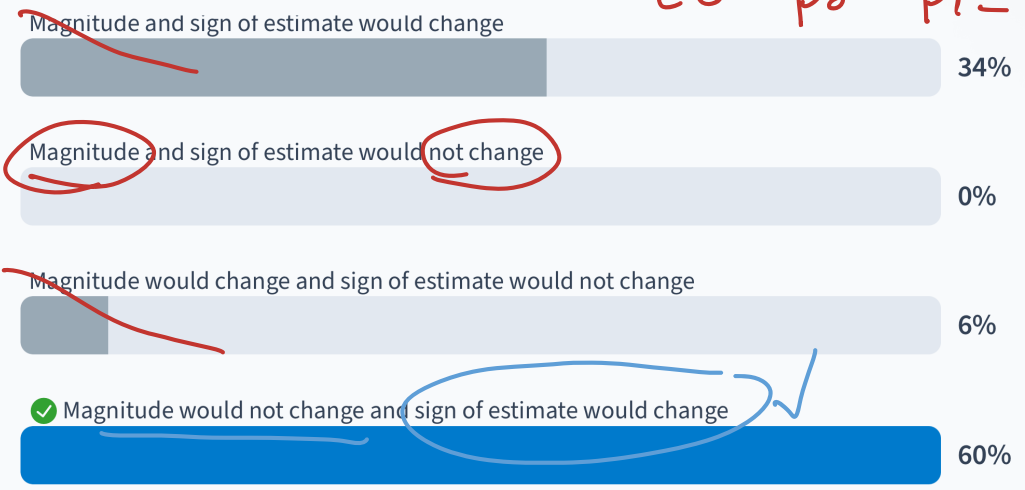 Magnitude and sign of estimate would change
34%
Magnitude and sign of estimate would not change
0%
Magnitude would change and sign of estimate would not change
6%
Magnitude would not change and sign of estimate would change
60%